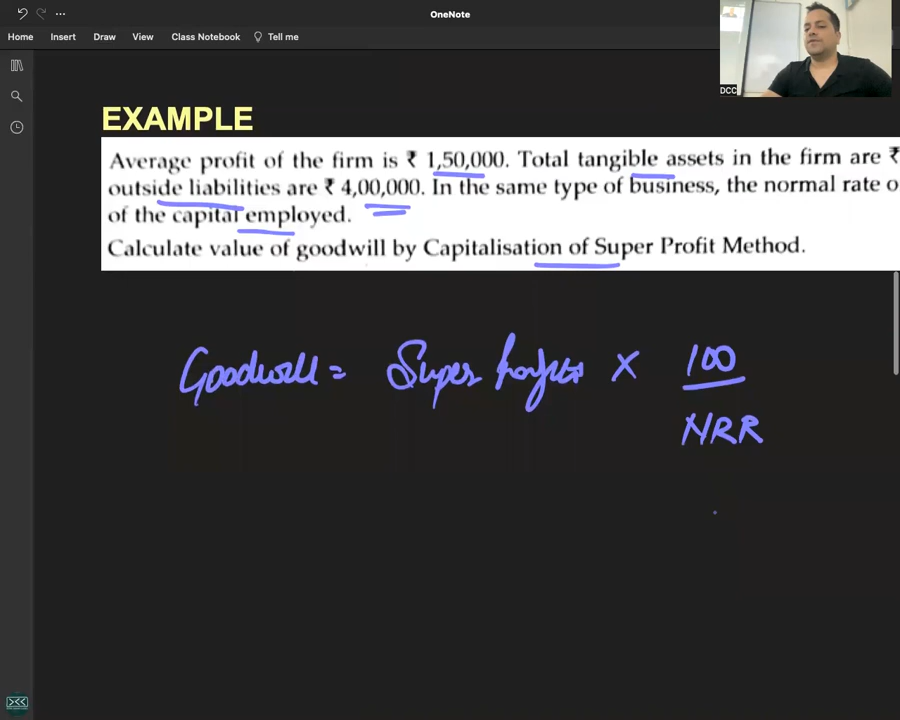 OneNote
Home Insert Draw View Class Notebook Tell me
DCC
EXAMPLE
Average profit of the firm is ₹ 1,50,000. Total tangible assets in the firm are ₹
outside liabilities are ₹ 4,00,000. In the same type of business, the normal rate o
of the capital employed.
Calculate value of goodwill by Capitalisation of Super Profit Method.
Goodwill = Super Profits × 100
NRR